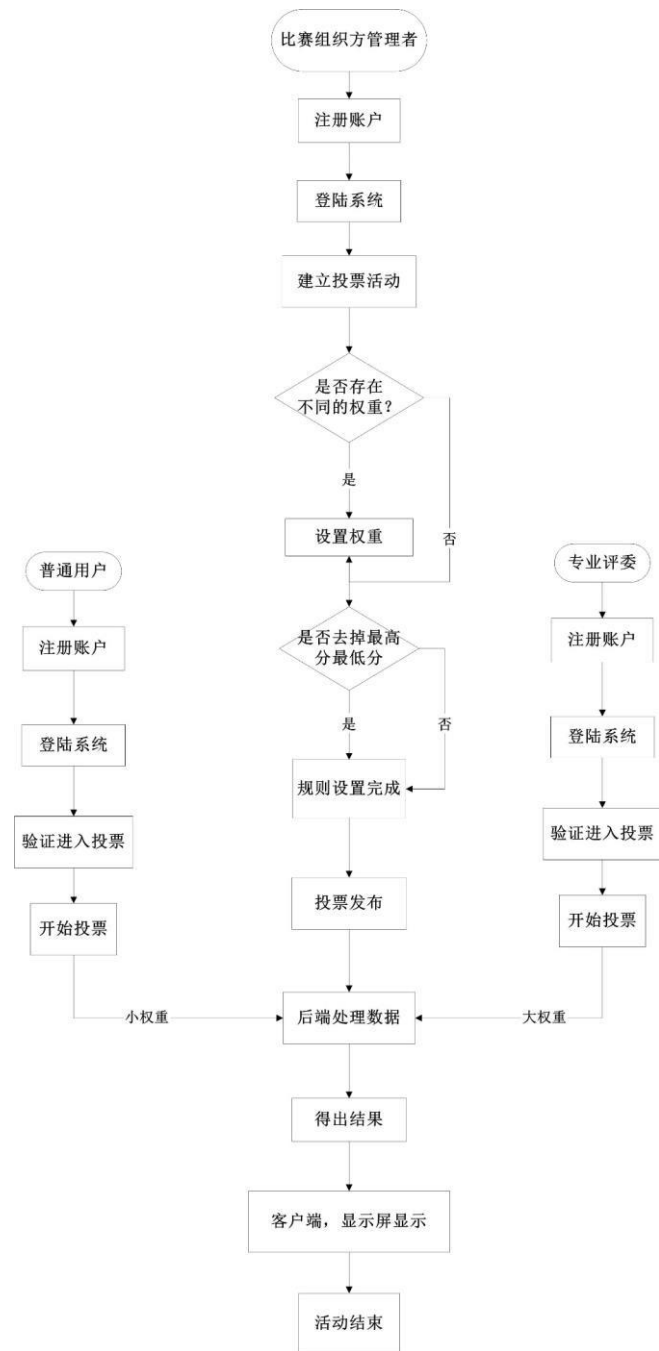 比赛组织方管理者
注册账户
登陆系统
建立投票活动
是否存在
不同的权重？
是
否
设置权重
普通用户
专业评委
是否去掉最高
分最低分
注册账户
注册账户
是
否
登陆系统
登陆系统
规则设置完成
验证进入投票
验证进入投票
投票发布
开始投票
开始投票
小权重
后端处理数据
大权重
得出结果
客户端，显示屏显示
活动结束